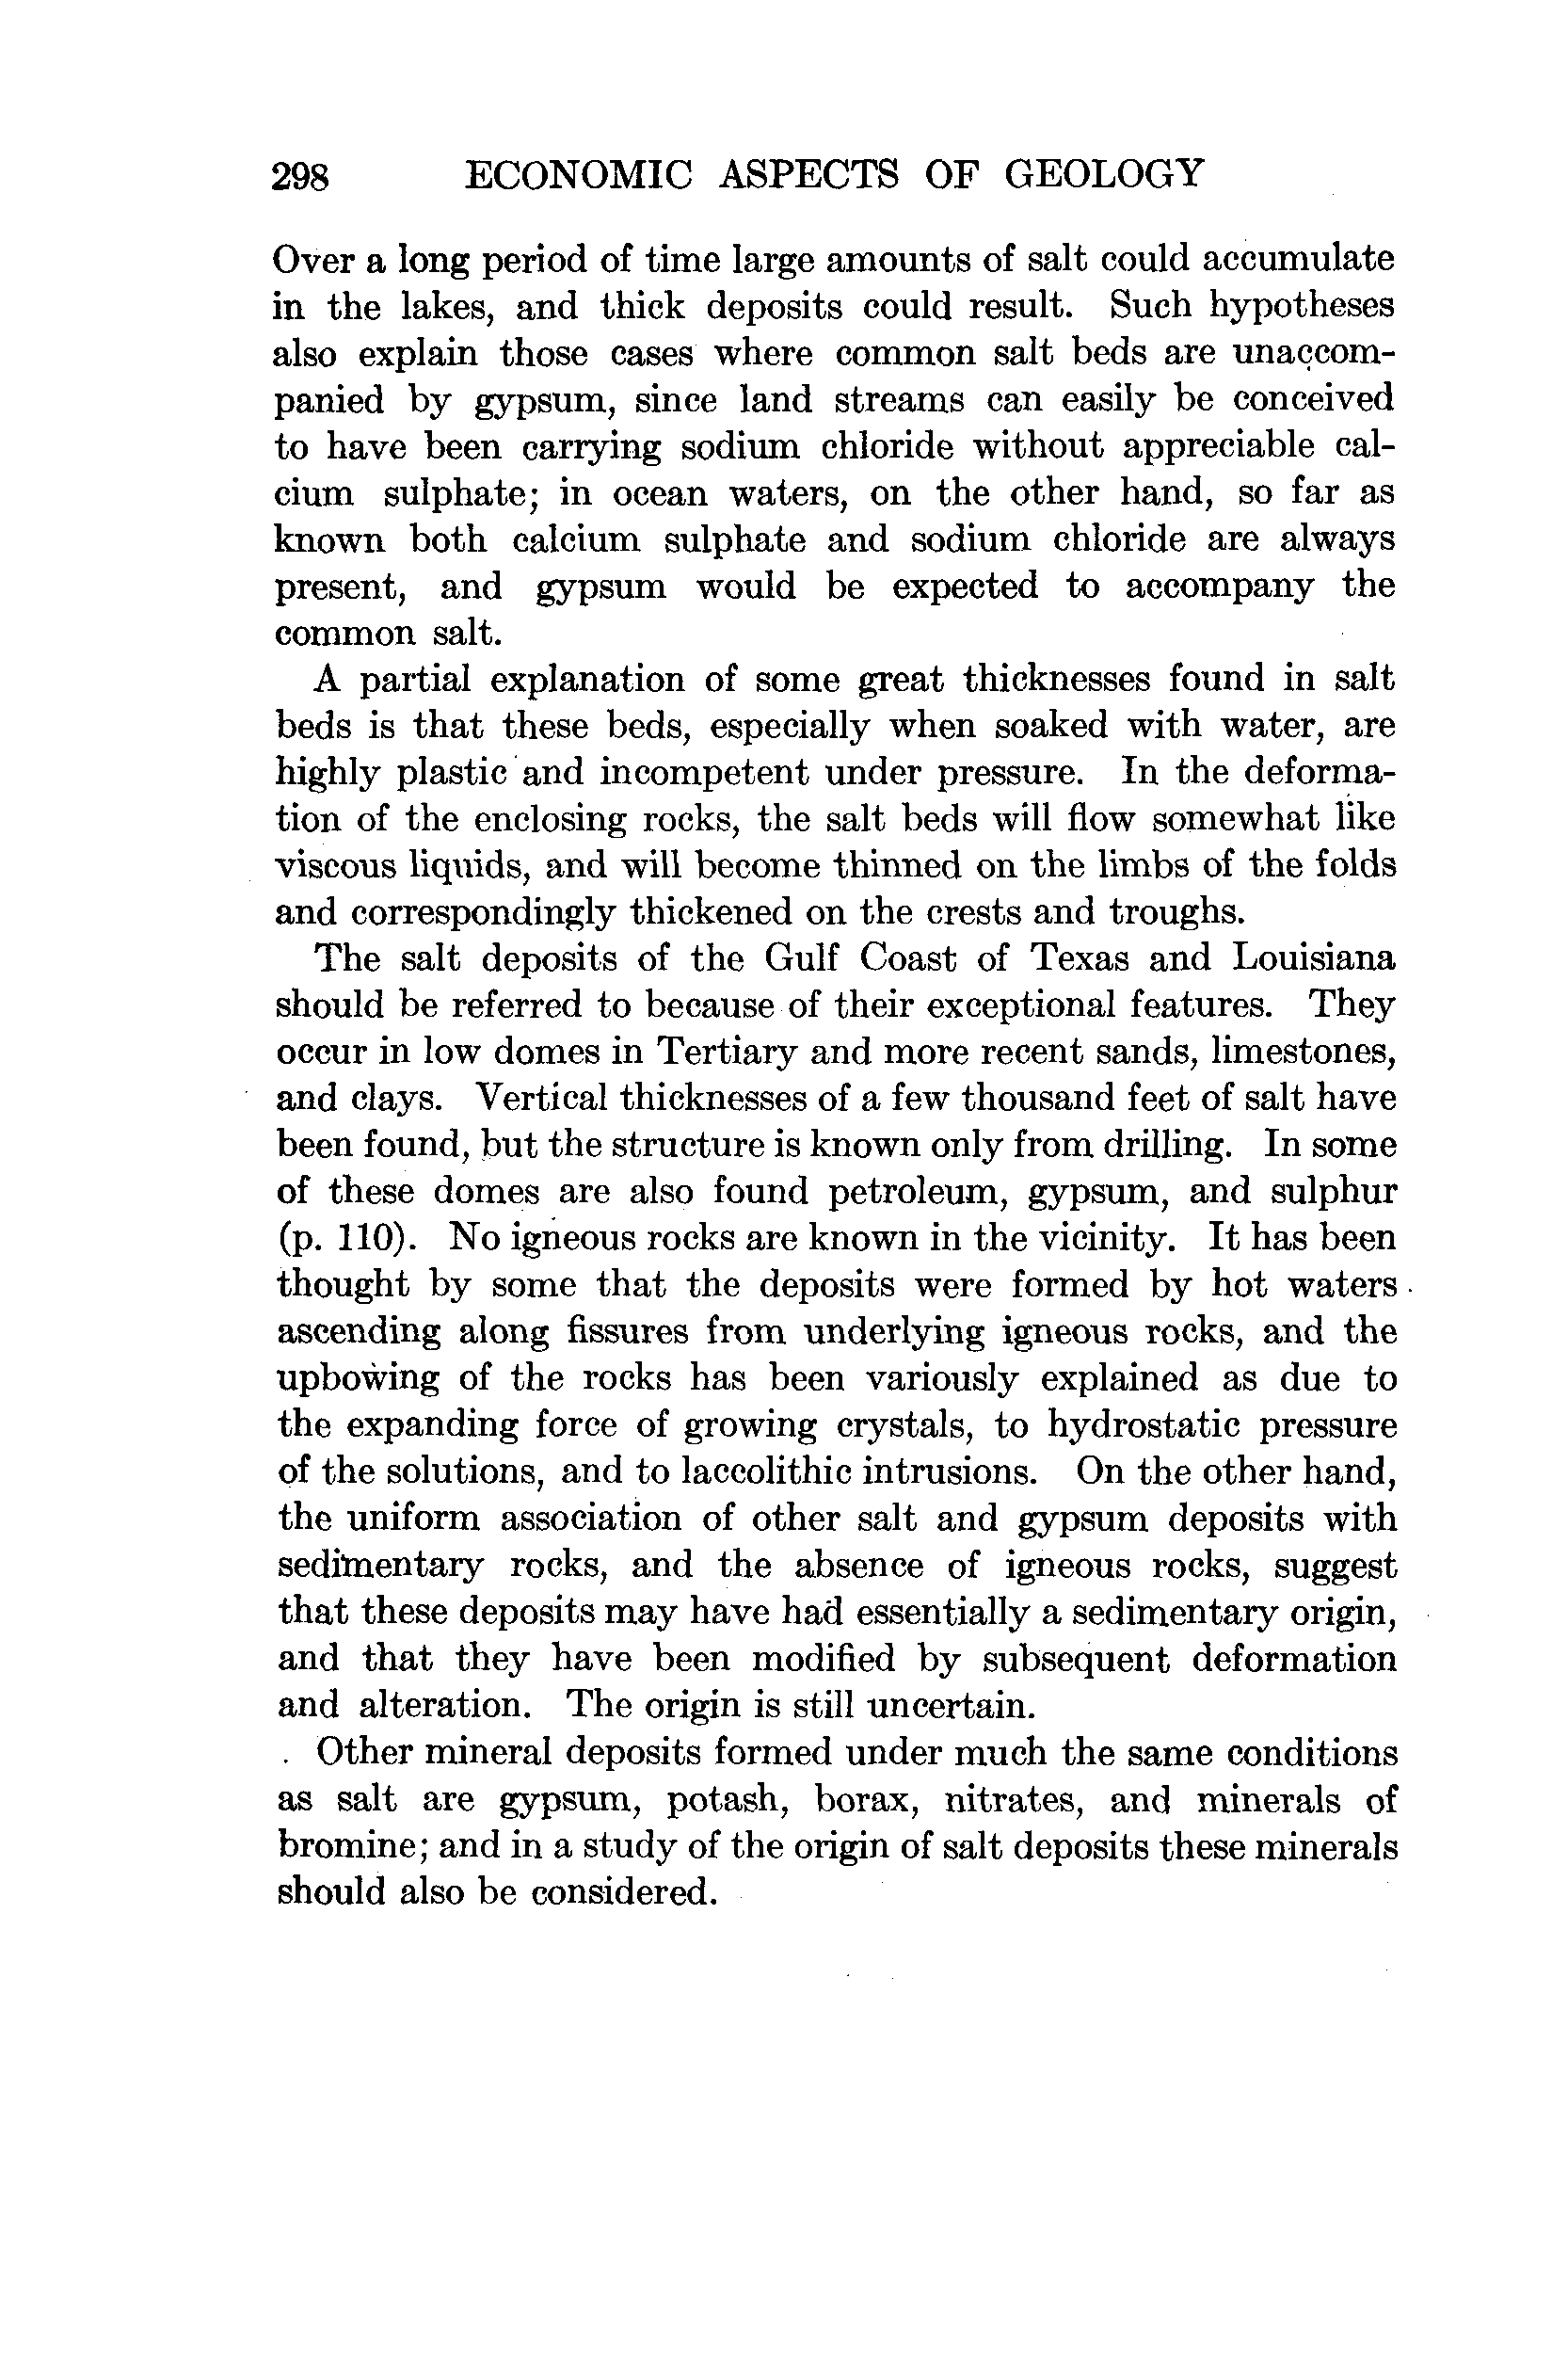 298 ECONOMIC ASPECTS OF GEOLOGY
Over a long period of time large amounts of salt could accumulate
in the lakes, and thick deposits could result. Such hypotheses
also explain those cases where common salt beds are unaccom-
panied by gypsum, since land streams can easily be conceived
to have been carrying sodium chloride without appreciable cal-
cium sulphate; in ocean waters, on the other hand, so far as
known both calcium sulphate and sodium chloride are always
present, and gypsum would be expected to accompany the
common salt.
A partial explanation of some great thicknesses found in salt
beds is that these beds, especially when soaked with water, are
highly plastic and incompetent under pressure. In the deforma-
tion of the enclosing rocks, the salt beds will flow somewhat like
viscous liquids, and will become thinned on the limbs of the folds
and correspondingly thickened on the crests and troughs.
The salt deposits of the Gulf Coast of Texas and Louisiana
should be referred to because of their exceptional features. They
occur in low domes in Tertiary and more recent sands, limestones,
and clays. Vertical thicknesses of a few thousand feet of salt have
been found, but the structure is known only from drilling. In some
of these domes are also found petroleum, gypsum, and sulphur
(p. 110). No igneous rocks are known in the vicinity. It has been
thought by some that the deposits were formed by hot waters
ascending along fissures from underlying igneous rocks, and the
upbowing of the rocks has been variously explained as due to
the expanding force of growing crystals, to hydrostatic pressure
of the solutions, and to laccolithic intrusions. On the other hand,
the uniform association of other salt and gypsum deposits with
sedimentary rocks, and the absence of igneous rocks, suggest
that these deposits may have had essentially a sedimentary origin,
and that they have been modified by subsequent deformation
and alteration. The origin is still uncertain.
Other mineral deposits formed under much the same conditions
as salt are gypsum, potash, borax, nitrates, and minerals of
bromine; and in a study of the origin of salt deposits these minerals
should also be considered.